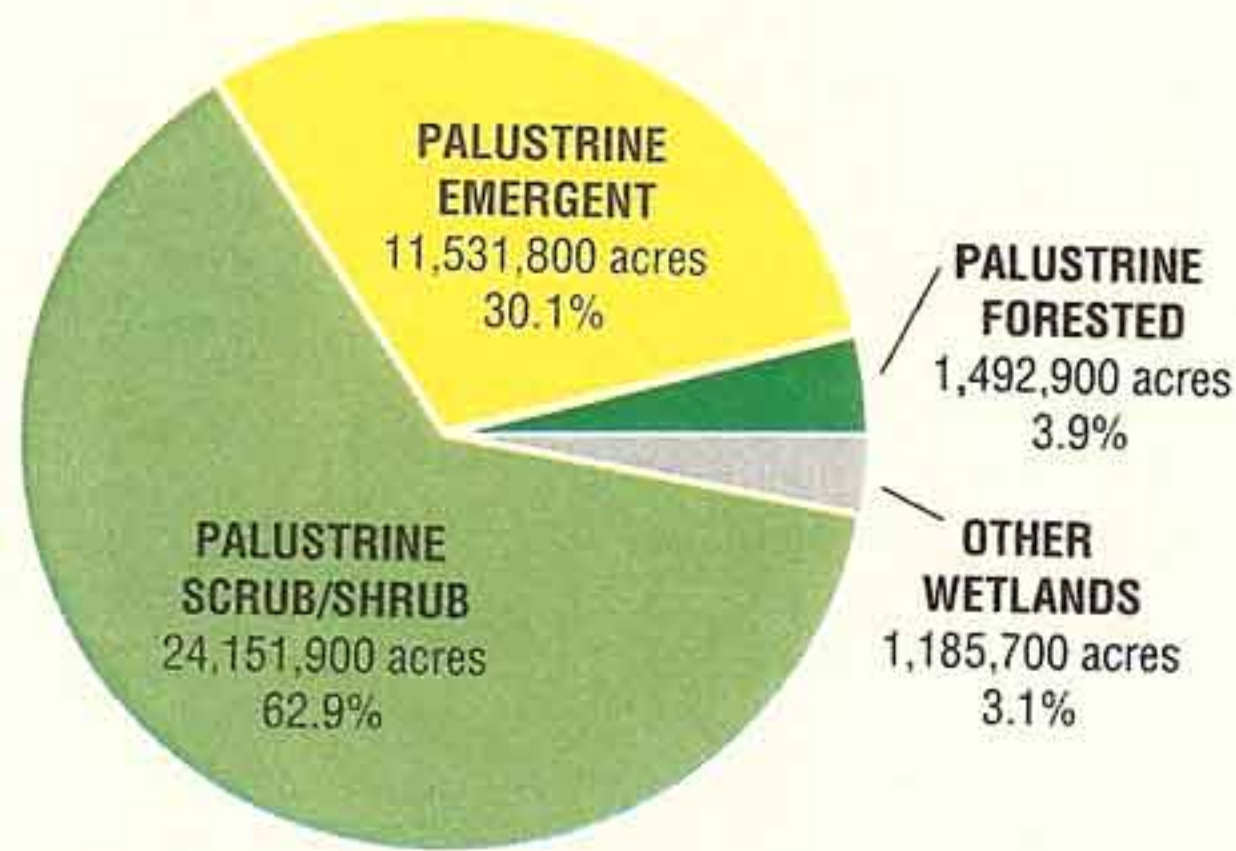 PALUSTRINE
EMERGENT
11,531,800 acres
30.1%
PALUSTRINE
FORESTED
1,492,900 acres
3.9%
OTHER
WETLANDS
1,185,700 acres
3.1%
PALUSTRINE
SCRUB/SHRUB
24,151,900 acres
62.9%